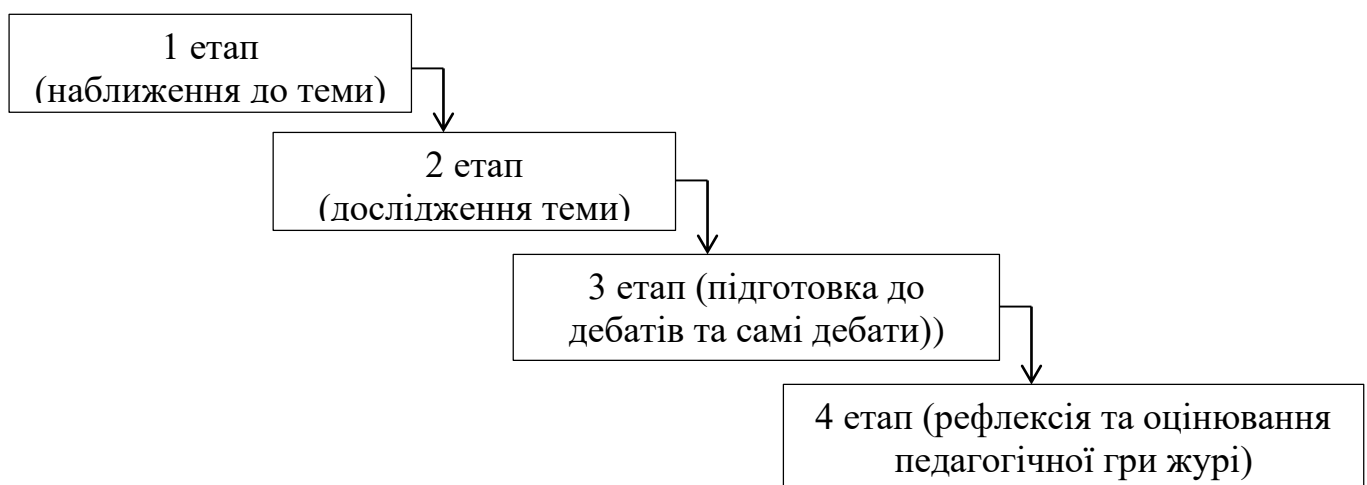 1 етап
(наближення до теми)
2 етап
(дослідження теми)
3 етап (підготовка до
дебатів та самі дебати))
4 етап (рефлексія та оцінювання
педагогічної гри журі)